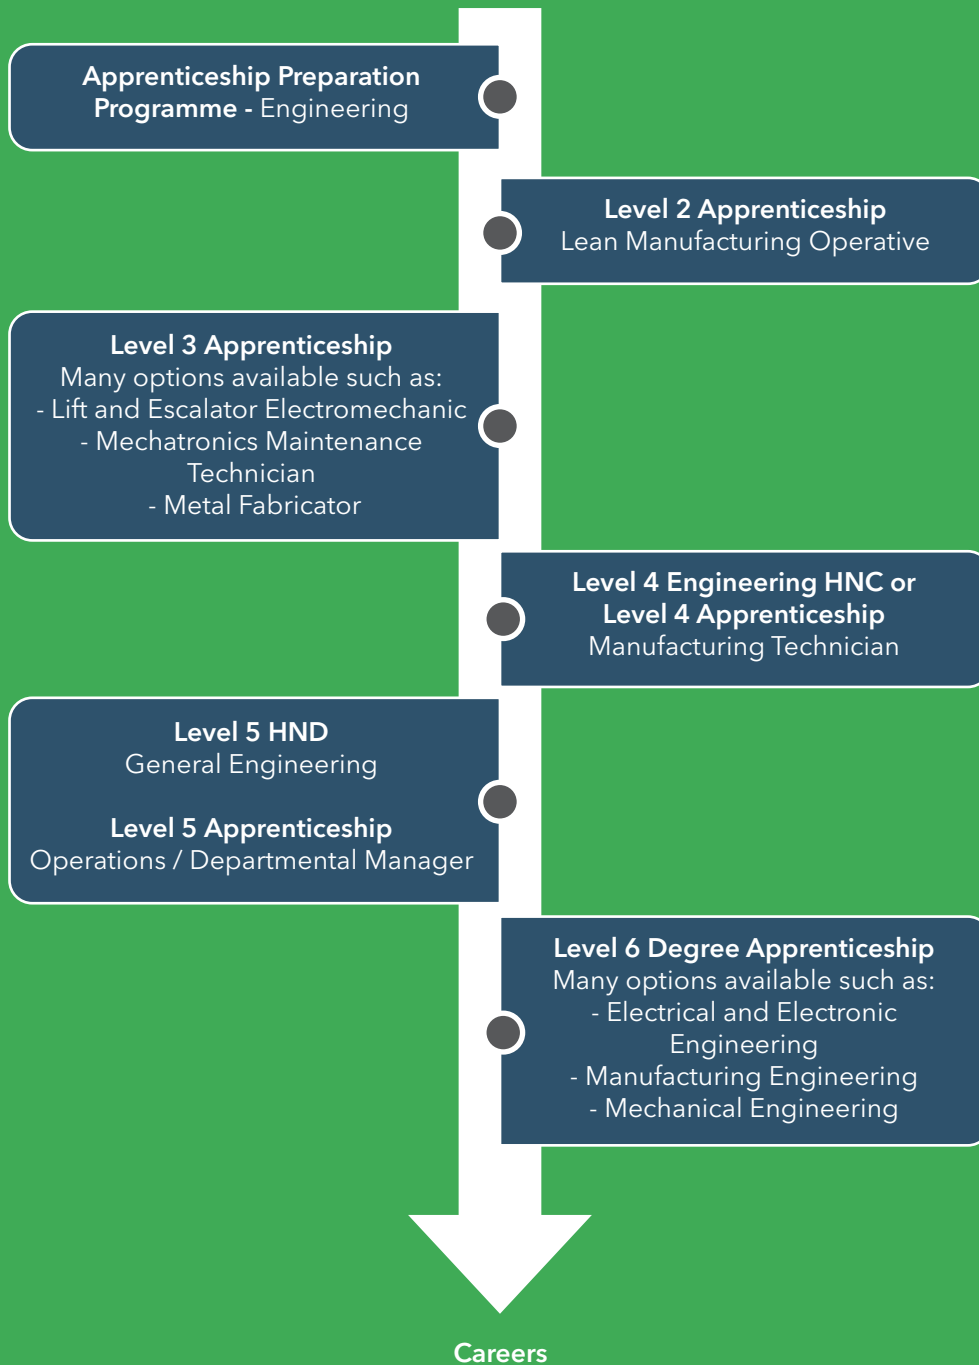 Apprenticeship Preparation
Programme - Engineering
Level 2 Apprenticeship
Lean Manufacturing Operative
Level 3 Apprenticeship
Many options available such as:
- Lift and Escalator Electromechanic
- Mechatronics Maintenance
Technician
- Metal Fabricator
Level 4 Engineering HNC or
Level 4 Apprenticeship
Manufacturing Technician
Level 5 HND
General Engineering
Level 5 Apprenticeship
Operations / Departmental Manager
Level 6 Degree Apprenticeship
Many options available such as:
- Electrical and Electronic
Engineering
- Manufacturing Engineering
- Mechanical Engineering
Careers